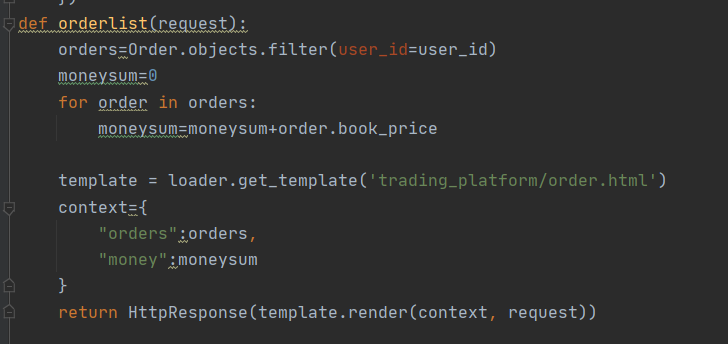 def orderlist(request):
    orders=Order.objects.filter(user_id=user_id)
    moneysum=0
    for order in orders:
        moneysum=moneysum+order.book_price

    template = loader.get_template('trading_platform/order.html')
    context={
        "orders":orders,
        "money":moneysum
    }
    return HttpResponse(template.render(context, request))